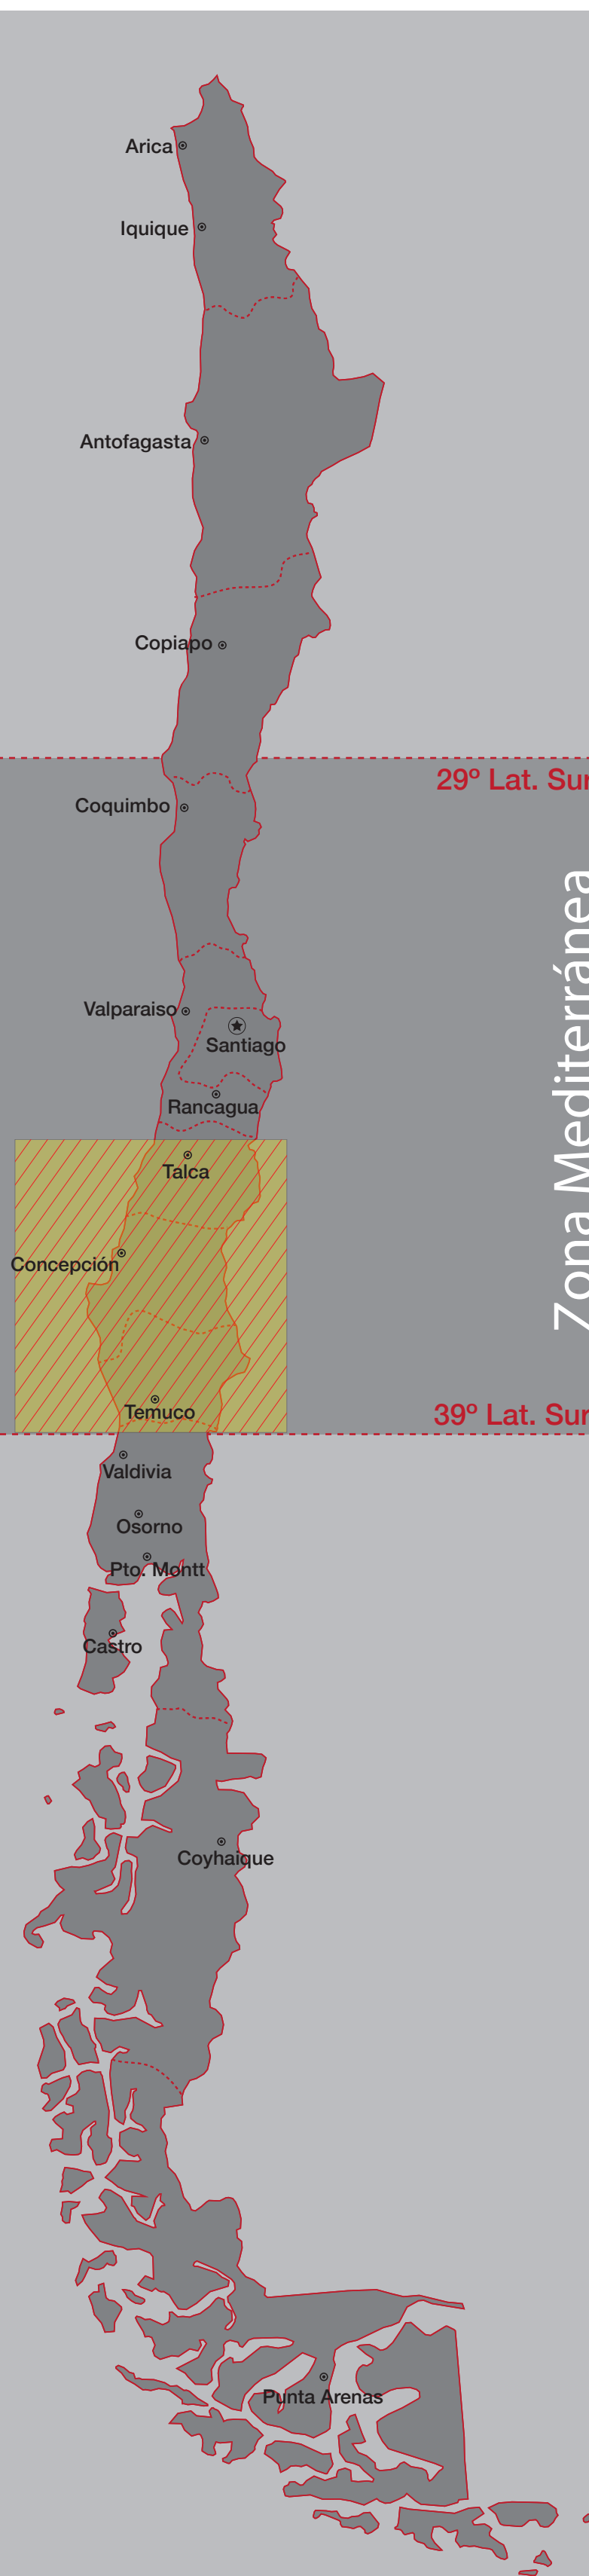 Arica
Iquique
Antofagasta
Copiapo
29º Lat. Sur
Coquimbo
Zona Mediterránea
Valparaiso
Santiago
Rancagua
Talca
Concepción
Temuco
39º Lat. Sur
Valdivia
Osorno
Pto. Montt
Castro
Coyhaique
Punta Arenas